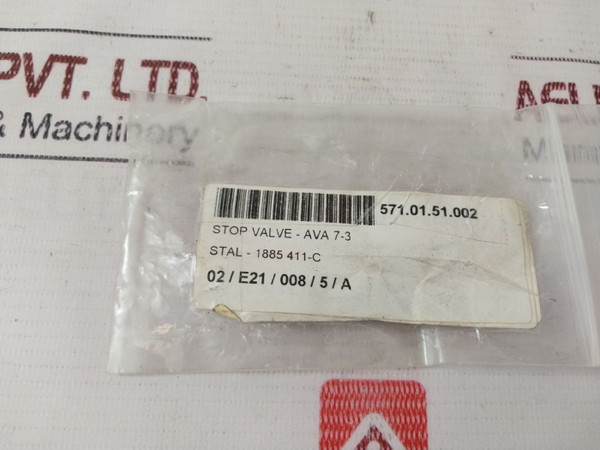 PVT. LTD.
& Machinery
571.01.51.002
STOP VALVE - AVA 7-3
STAL - 1885 411-C
02 / E21 / 008 / 5 / A